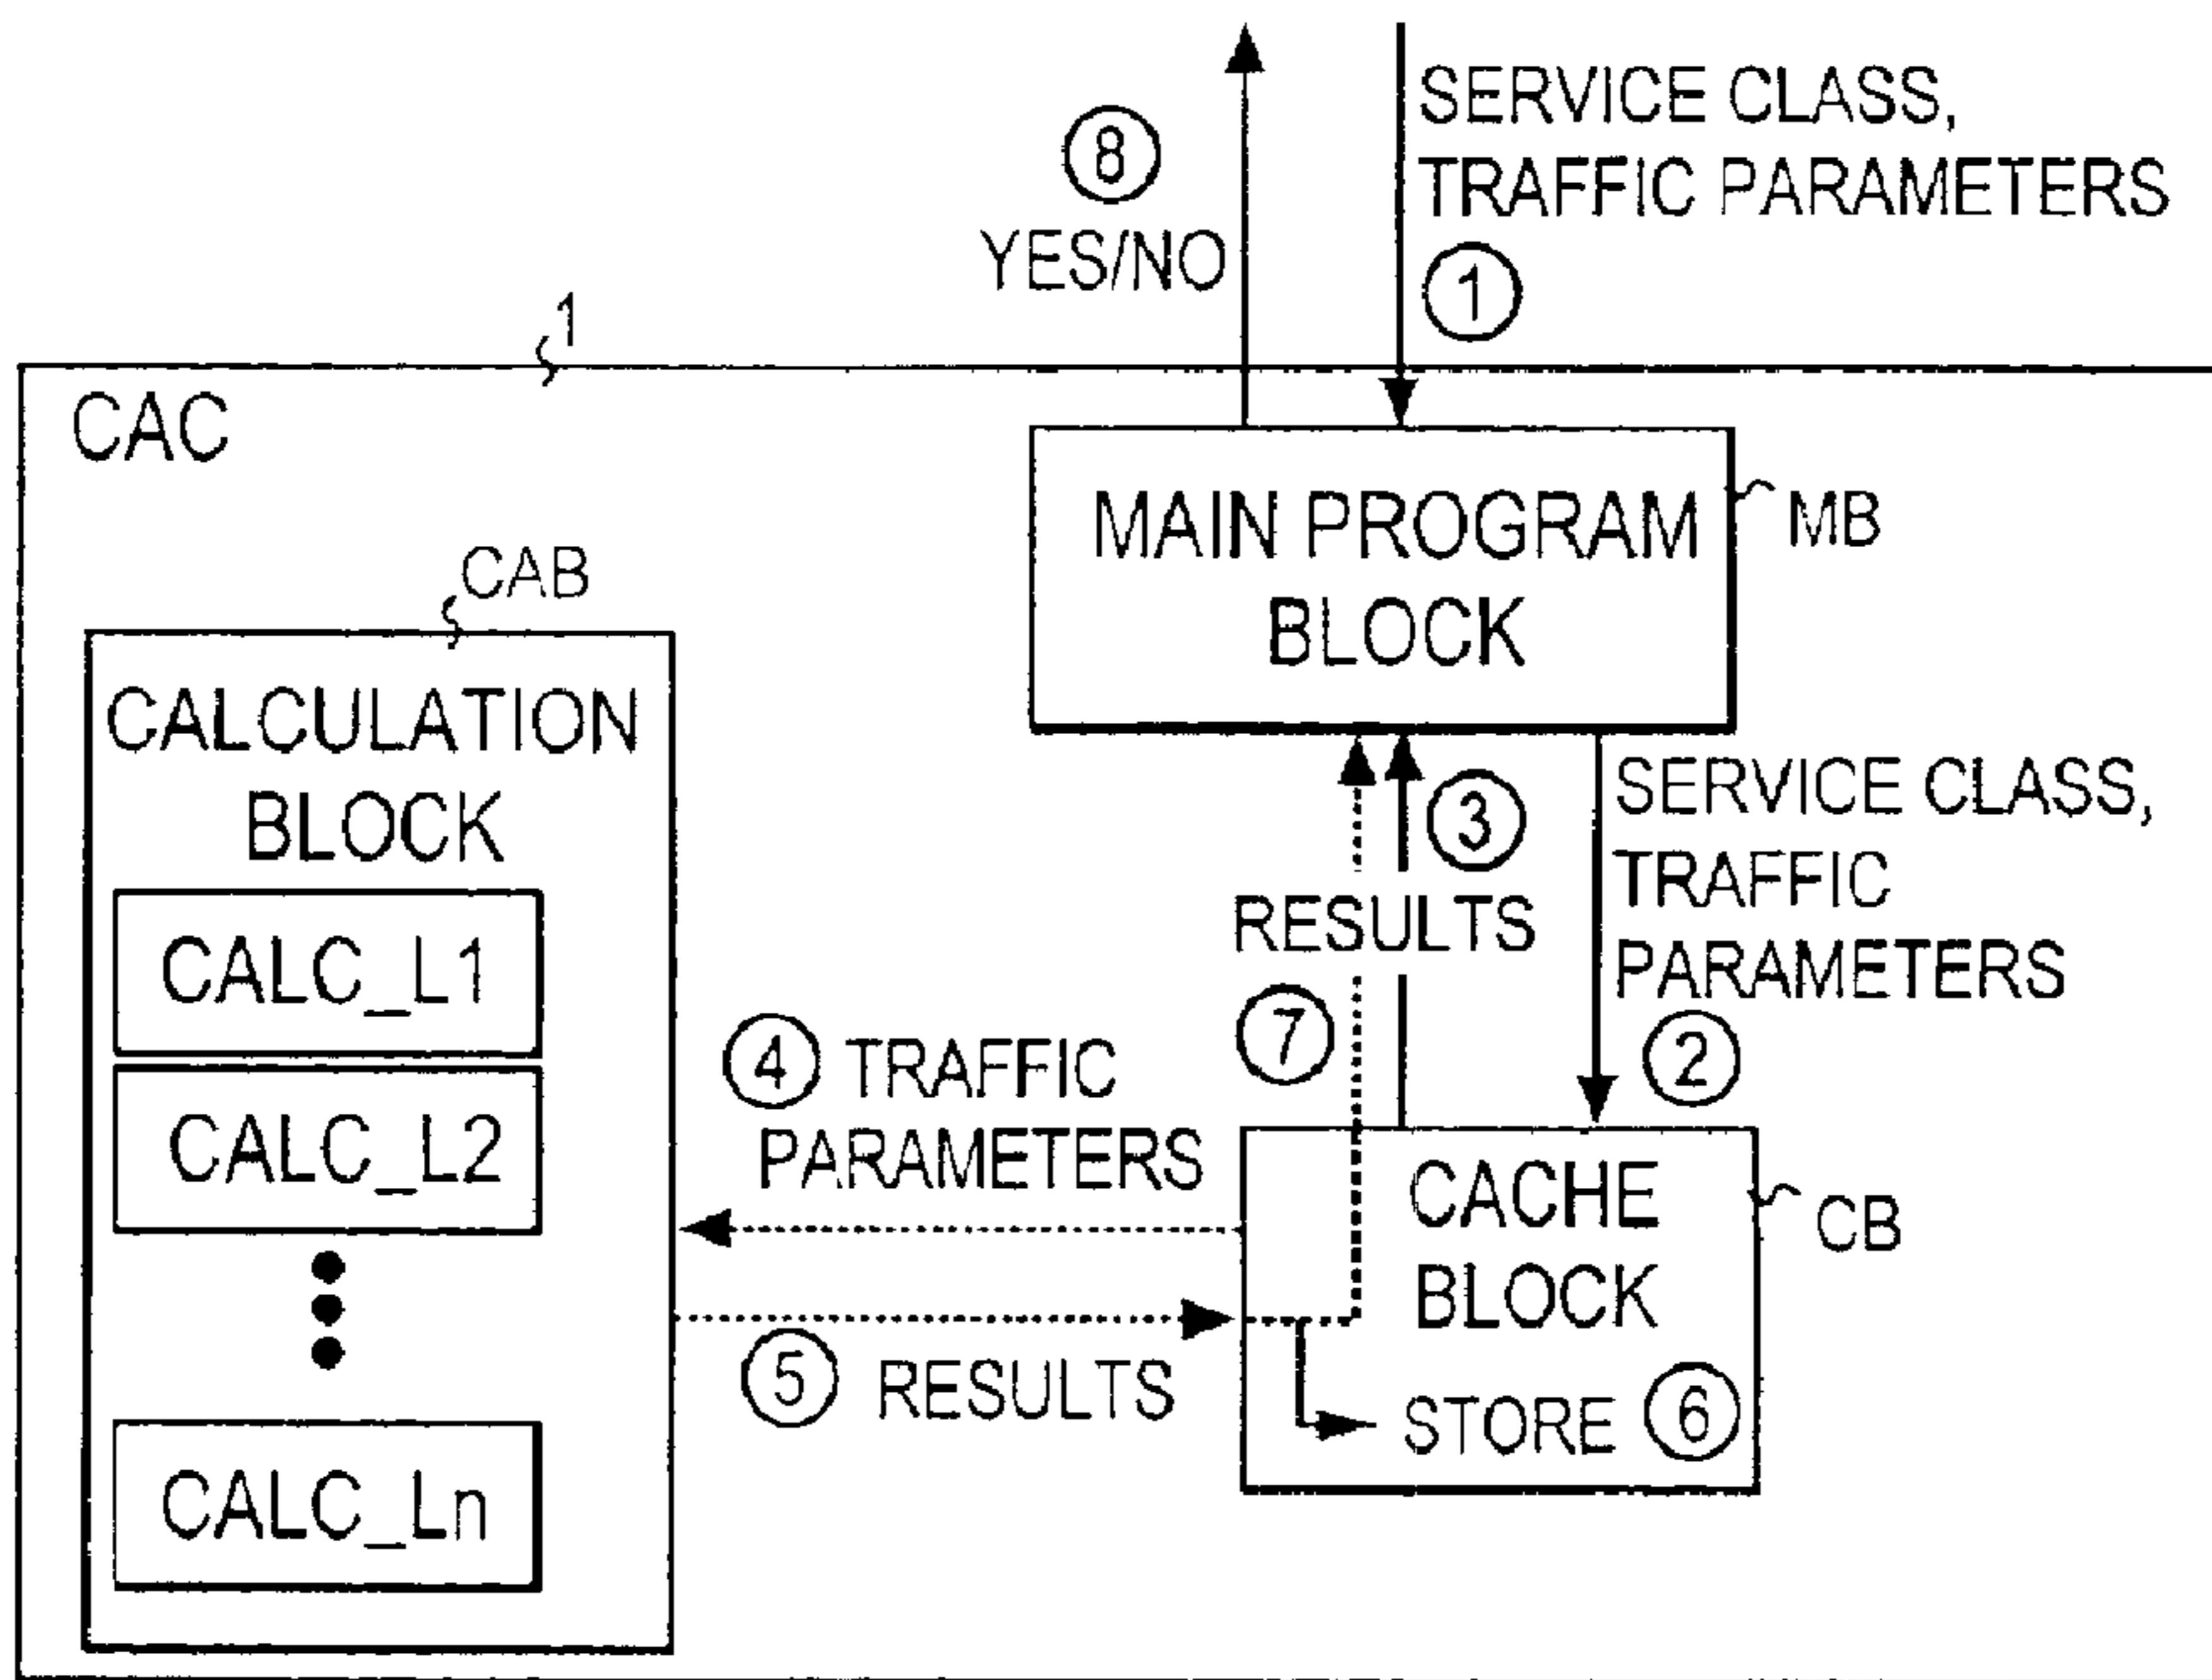 SERVICE CLASS,
TRAFFIC PARAMETERS
1
8
YES/NO
1
CAC
MAIN PROGRAM
BLOCK
MB
CAB
CALCULATION
BLOCK
CALC_L1
CALC_L2
CALC_Ln
3
RESULTS
7
SERVICE CLASS,
TRAFFIC
PARAMETERS
2
4 TRAFFIC
PARAMETERS
5 RESULTS
CACHE
BLOCK
STORE 6
CB